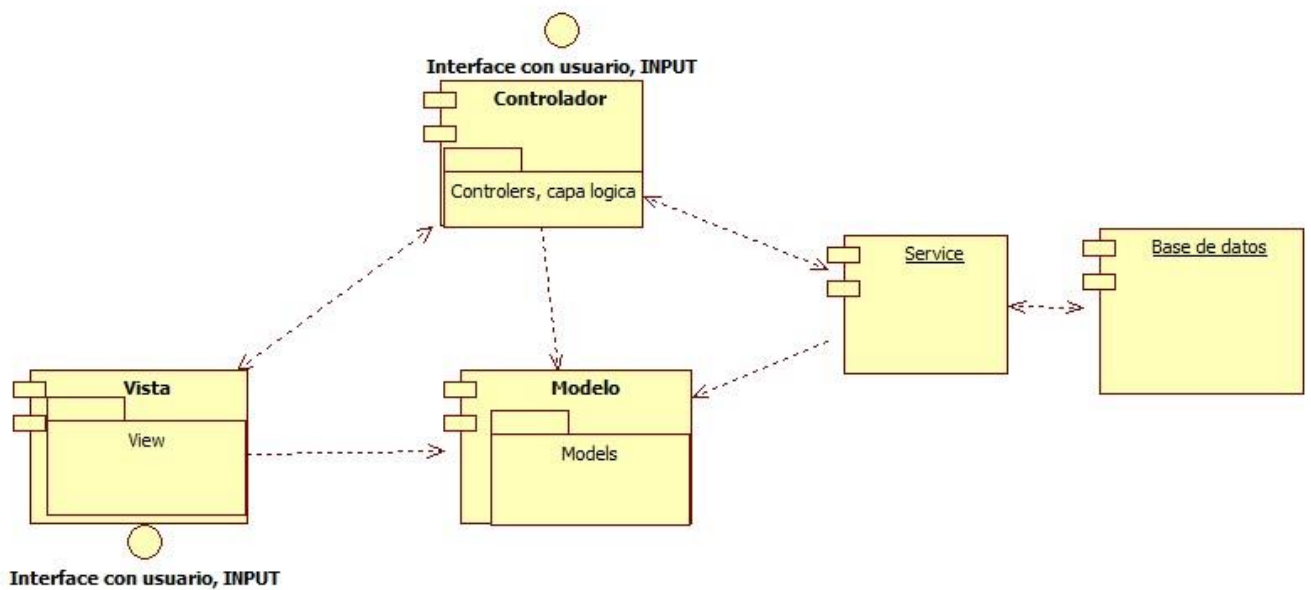 Interface con usuario, INPUT
Controlador
Controlers, capa logica
Service
Base de datos
Vista
View
Modelo
Models
Interface con usuario, INPUT